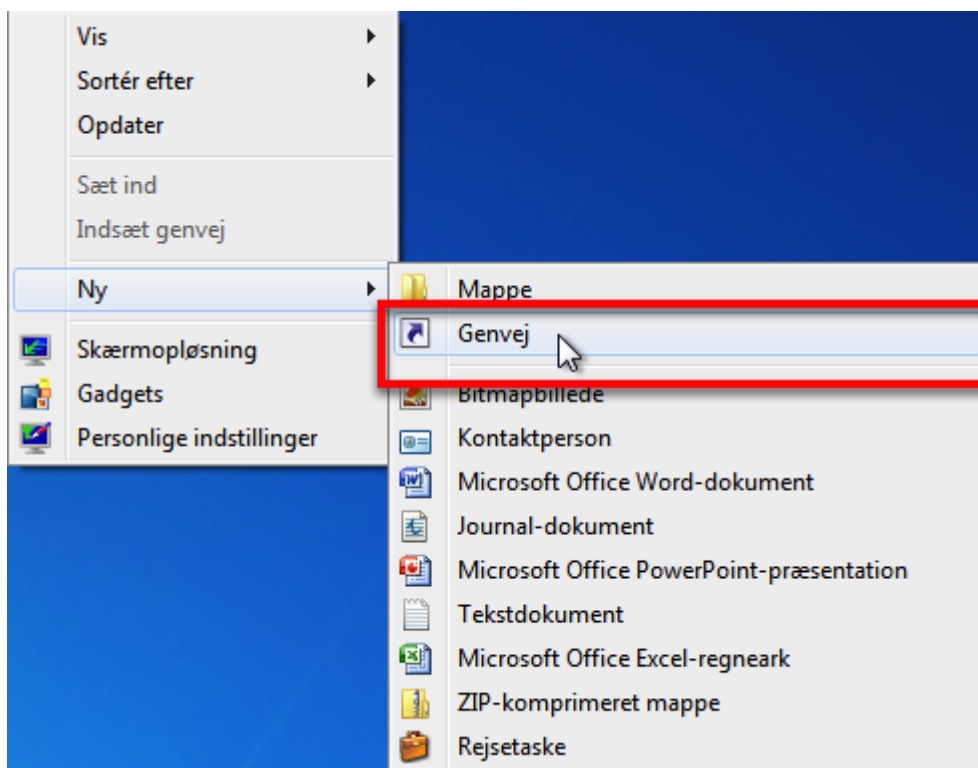 Vis
Sortér efter
Opdater
Sæt ind
Indsæt genvej
Ny
Skærmopløsning
Gadgets
Personlige indstillinger
Mappe
Genvej
Bitmapbillede
Kontaktperson
Microsoft Office Word-dokument
Journal-dokument
Microsoft Office PowerPoint-præsentation
Tekstdokument
Microsoft Office Excel-regneark
ZIP-komprimeret mappe
Rejsetaske